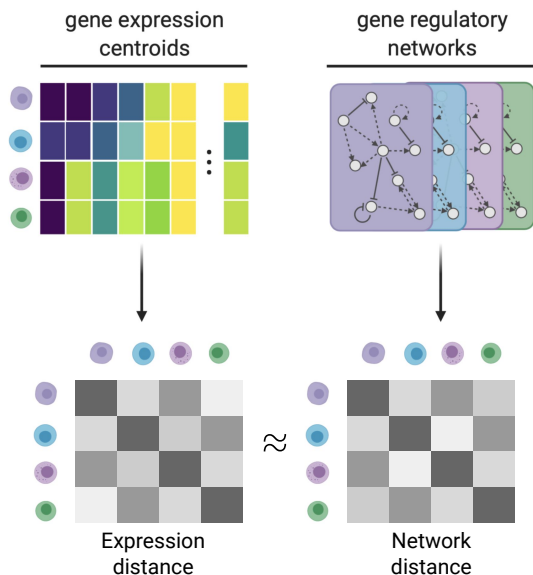 gene expression
centroids
gene regulatory
networks
≈
Expression
distance
Network
distance